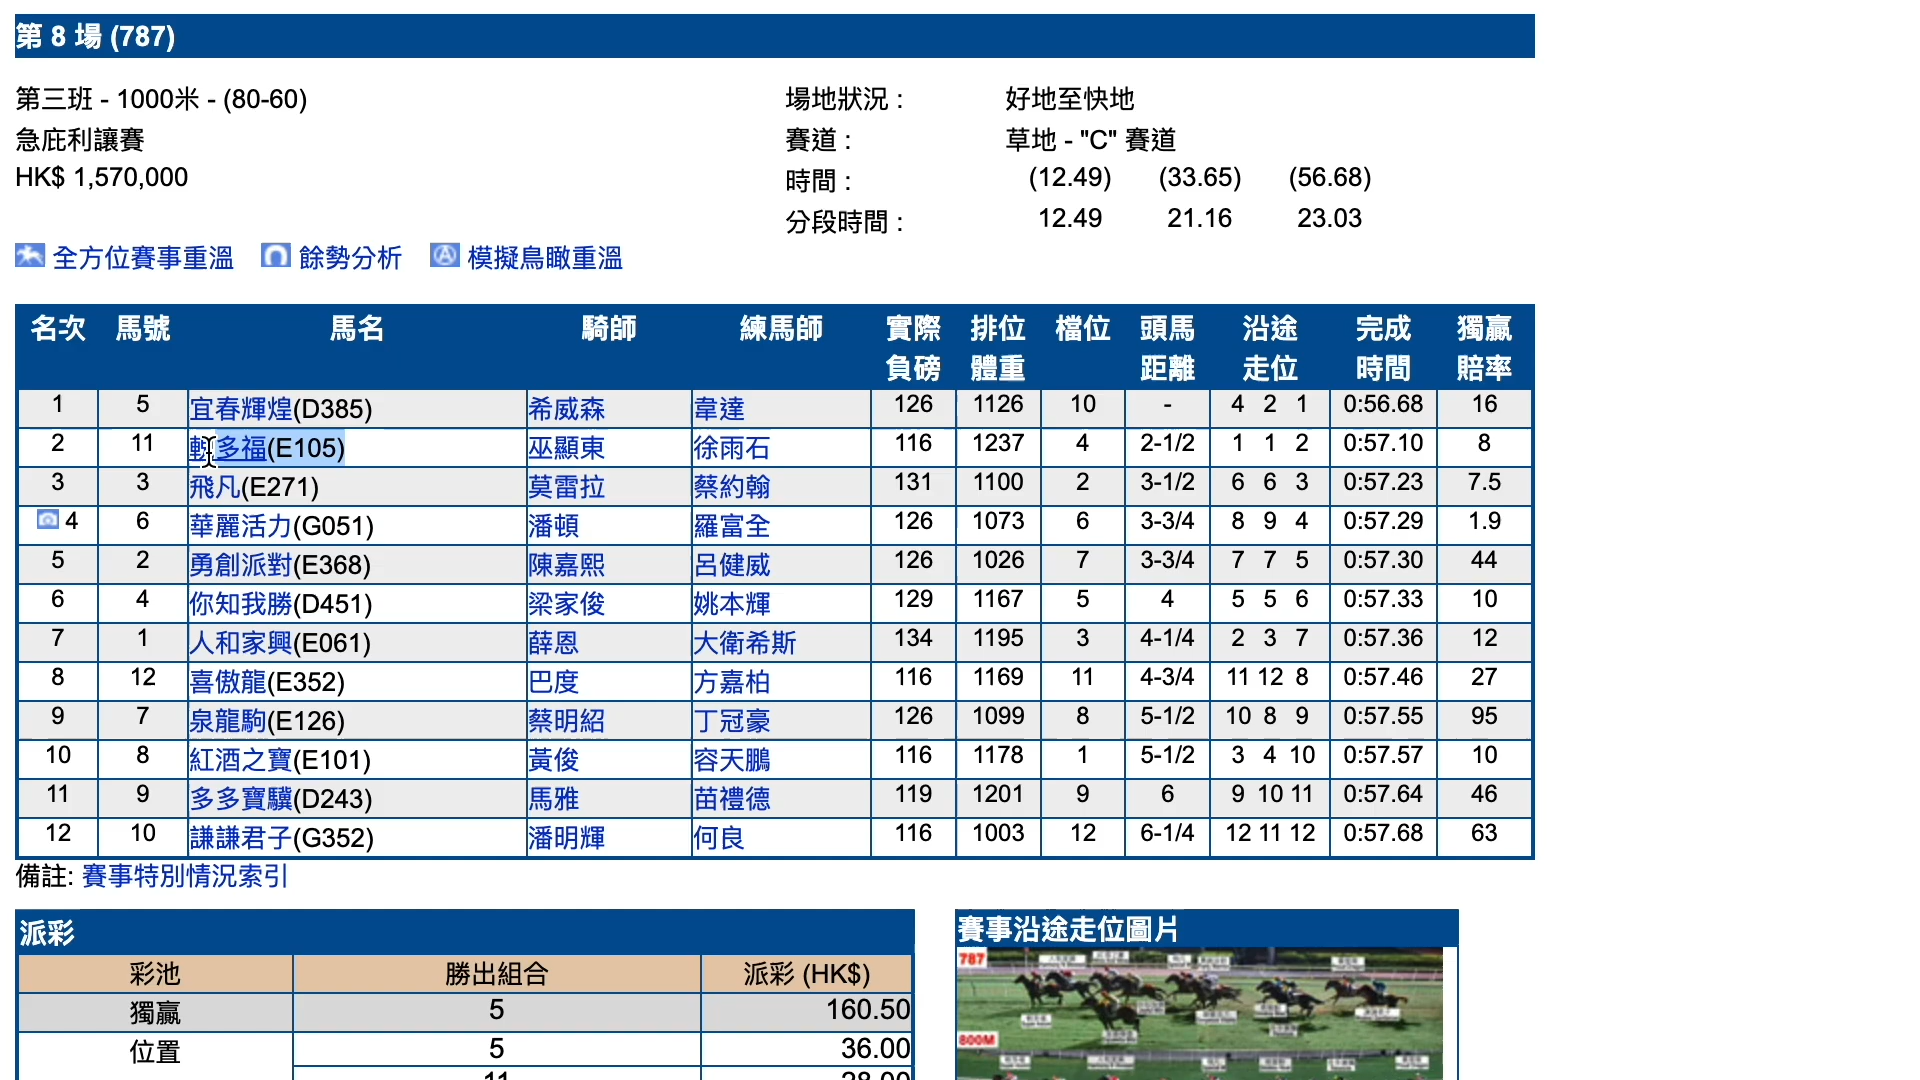 第 8 場 (787)
第三班 - 1000米 - (80-60)
場地狀況 : 好地至快地
急庇利讓賽
賽道 : 草地 - "C" 賽道
HK$ 1,570,000
時間 : (12.49) (33.65) (56.68)
分段時間 : 12.49 21.16 23.03
全方位賽事重溫 餘勢分析 模擬鳥瞰重溫
名次 馬號 馬名 騎師 練馬師 實際負磅 排位體重 檔位 頭馬距離 沿途走位 完成時間 獨贏賠率
1 5 宜春輝煌(D385) 希威森 韋達 126 1126 10 - 4 2 1 0:56.68 16
2 11 多福(E105) 巫顯東 徐雨石 116 1237 4 2-1/2 1 1 2 0:57.10 8
3 3 飛凡(E271) 莫雷拉 蔡約翰 131 1100 2 3-1/2 6 6 3 0:57.23 7.5
4 6 華麗活力(G051) 潘頓 羅富全 126 1073 6 3-3/4 8 9 4 0:57.29 1.9
5 2 勇創派對(E368) 陳嘉熙 呂健威 126 1026 7 3-3/4 7 7 5 0:57.30 44
6 4 你知我勝(D451) 梁家俊 姚本輝 129 1167 5 4 5 5 6 0:57.33 10
7 1 人和家興(E061) 薛恩 大衛希斯 134 1195 3 4-1/4 2 3 7 0:57.36 12
8 12 喜傲龍(E352) 巴度 方嘉柏 116 1169 11 4-3/4 11 12 8 0:57.46 27
9 7 泉龍駒(E126) 蔡明紹 丁冠豪 126 1099 8 5-1/2 10 8 9 0:57.55 95
10 8 紅酒之寶(E101) 黃俊 容天鵬 116 1178 1 5-1/2 3 4 10 0:57.57 10
11 9 多多寶驥(D243) 馬雅 苗禮德 119 1201 9 6 9 10 11 0:57.64 46
12 10 謙謙君子(G352) 潘明輝 何良 116 1003 12 6-1/4 12 11 12 0:57.68 63
備註: 賽事特別情況索引
派彩
賽事沿途走位圖片
彩池 勝出組合 派彩 (HK$)
787
獨贏 5 160.50
800M
位置 5 36.00